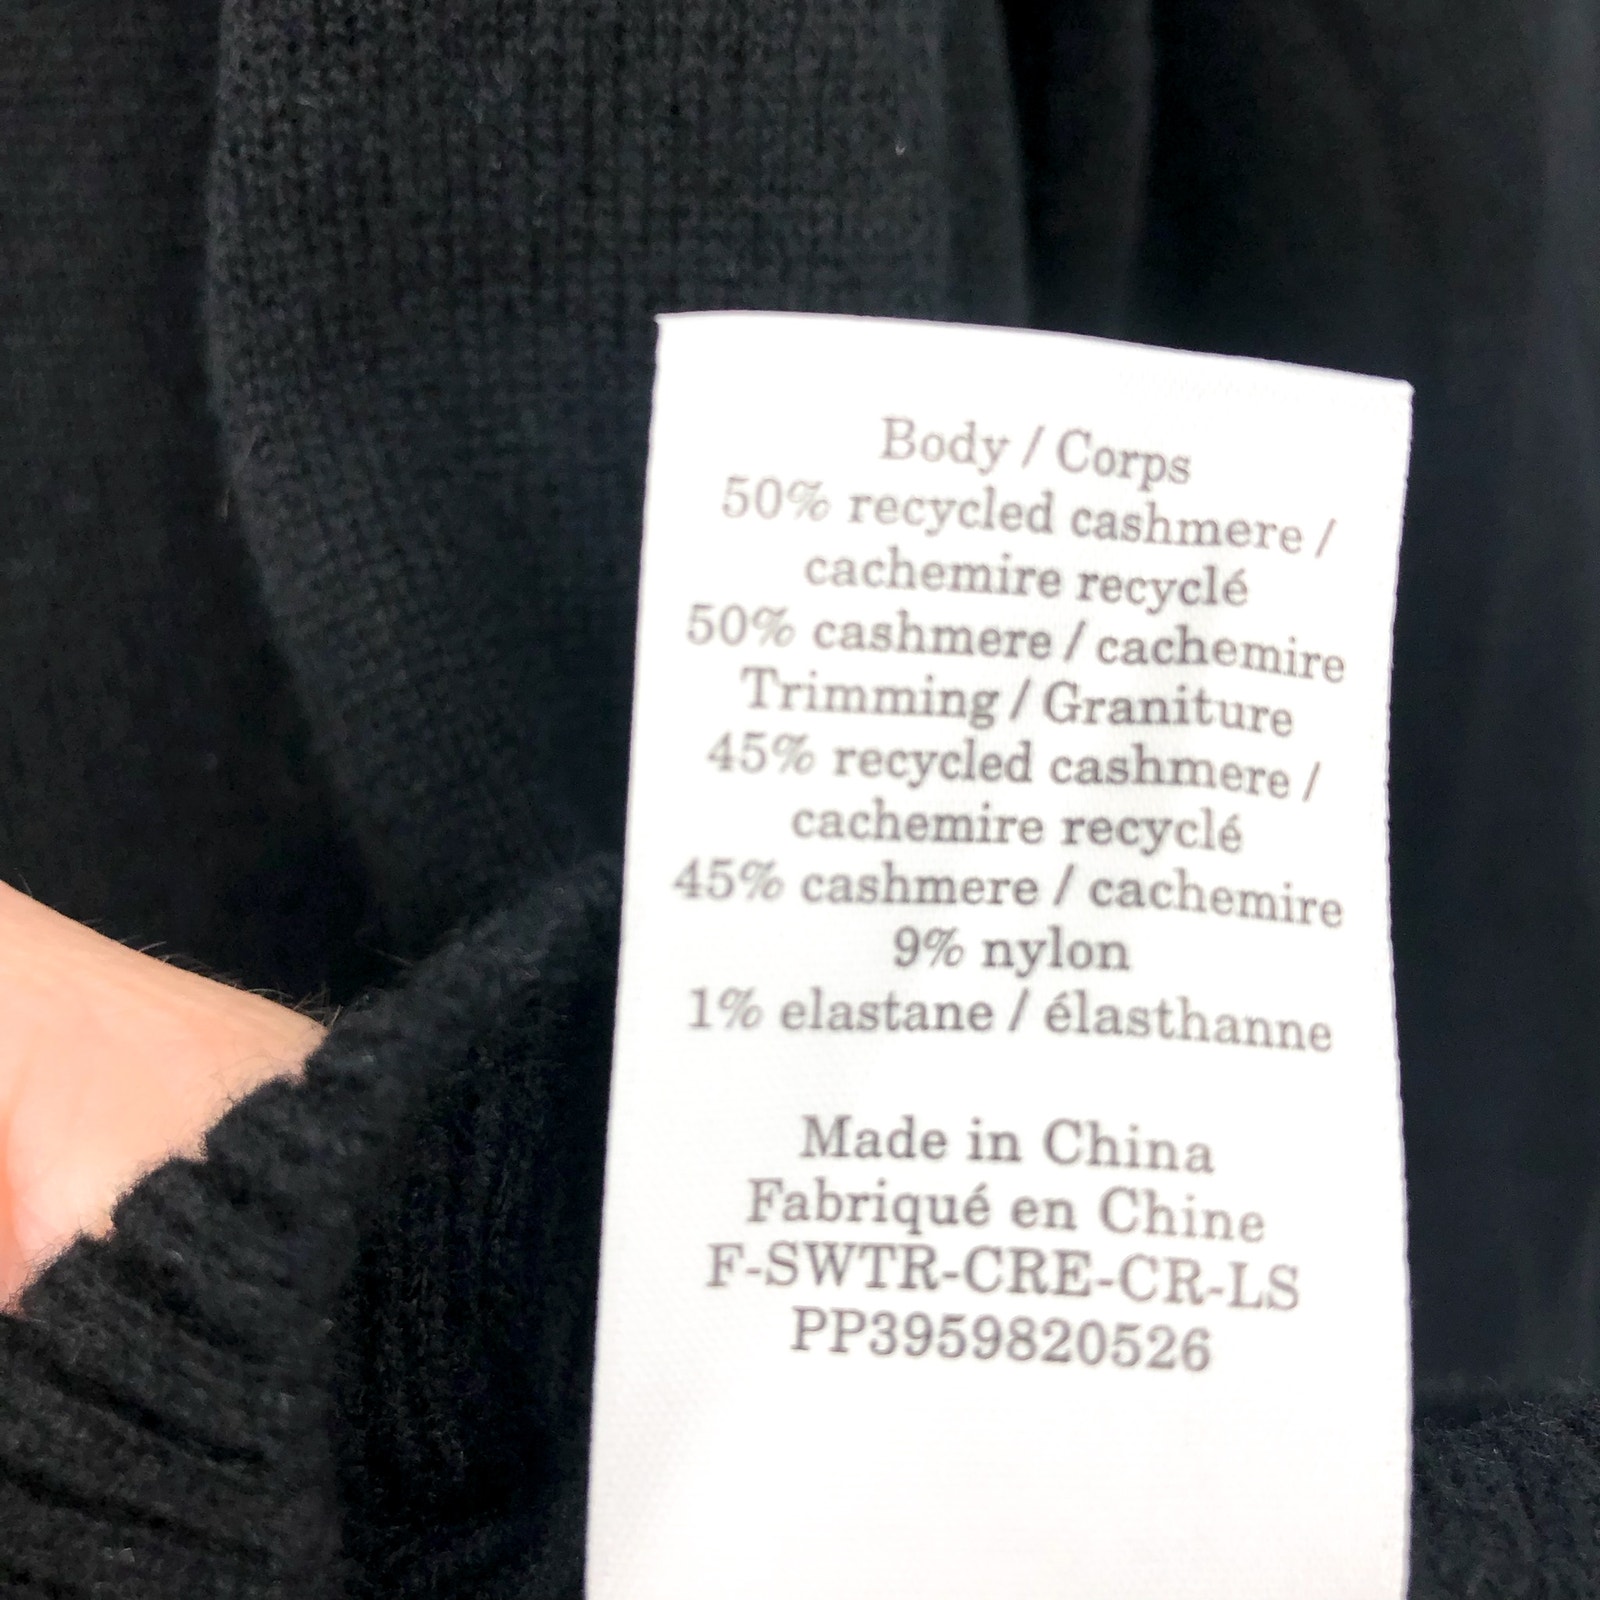 Body / Corps
50% recycled cashmere /
cachemire recyclé
50% cashmere / cachemire
Trimming / Graniture
45% recycled cashmere /
cachemire recyclé
45% cashmere / cachemire
9% nylon
1% elastane / élasthanne
Made in China
Fabriqué en Chine
F-SWTR-CRE-CR-LS
PP3959820526